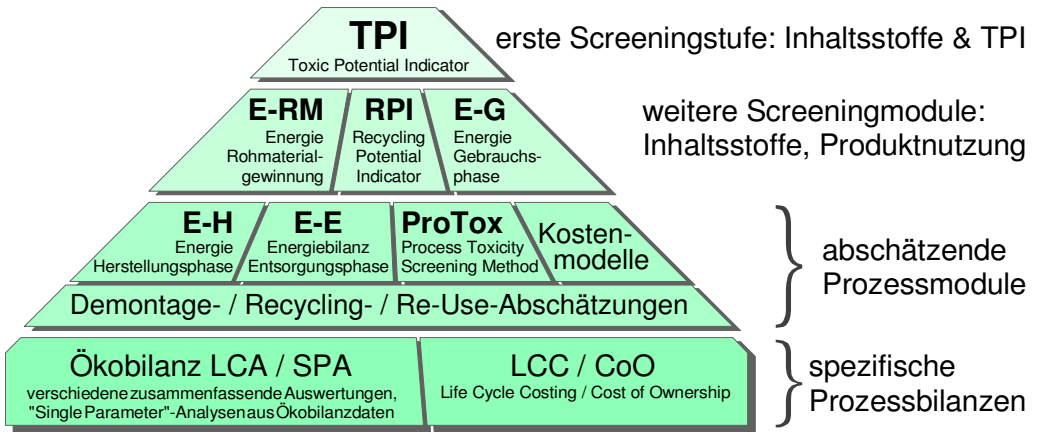 TPI
Toxic Potential Indicator
erste Screeningstufe: Inhaltsstoffe & TPI
E-RM
Energie
Rohmaterial-
gewinnung
RPI
Recycling
Potential
Indicator
E-G
Energie
Gebrauchs-
phase
weitere Screeningmodule:
Inhaltsstoffe, Produktnutzung
E-H
Energie
Herstellungsphase
E-E
Energiebilanz
Entsorgungsphase
ProTox
Process Toxicity
Screening Method
Kosten-
modelle
Demontage- / Recycling- / Re-Use-Abschätzungen
abschätzende
Prozessmodule
Ökobilanz LCA / SPA
verschiedene zusammenfassende Auswertungen,
"Single Parameter"-Analysen aus Ökobilanzdaten
LCC / CoO
Life Cycle Costing / Cost of Ownership
spezifische
Prozessbilanzen